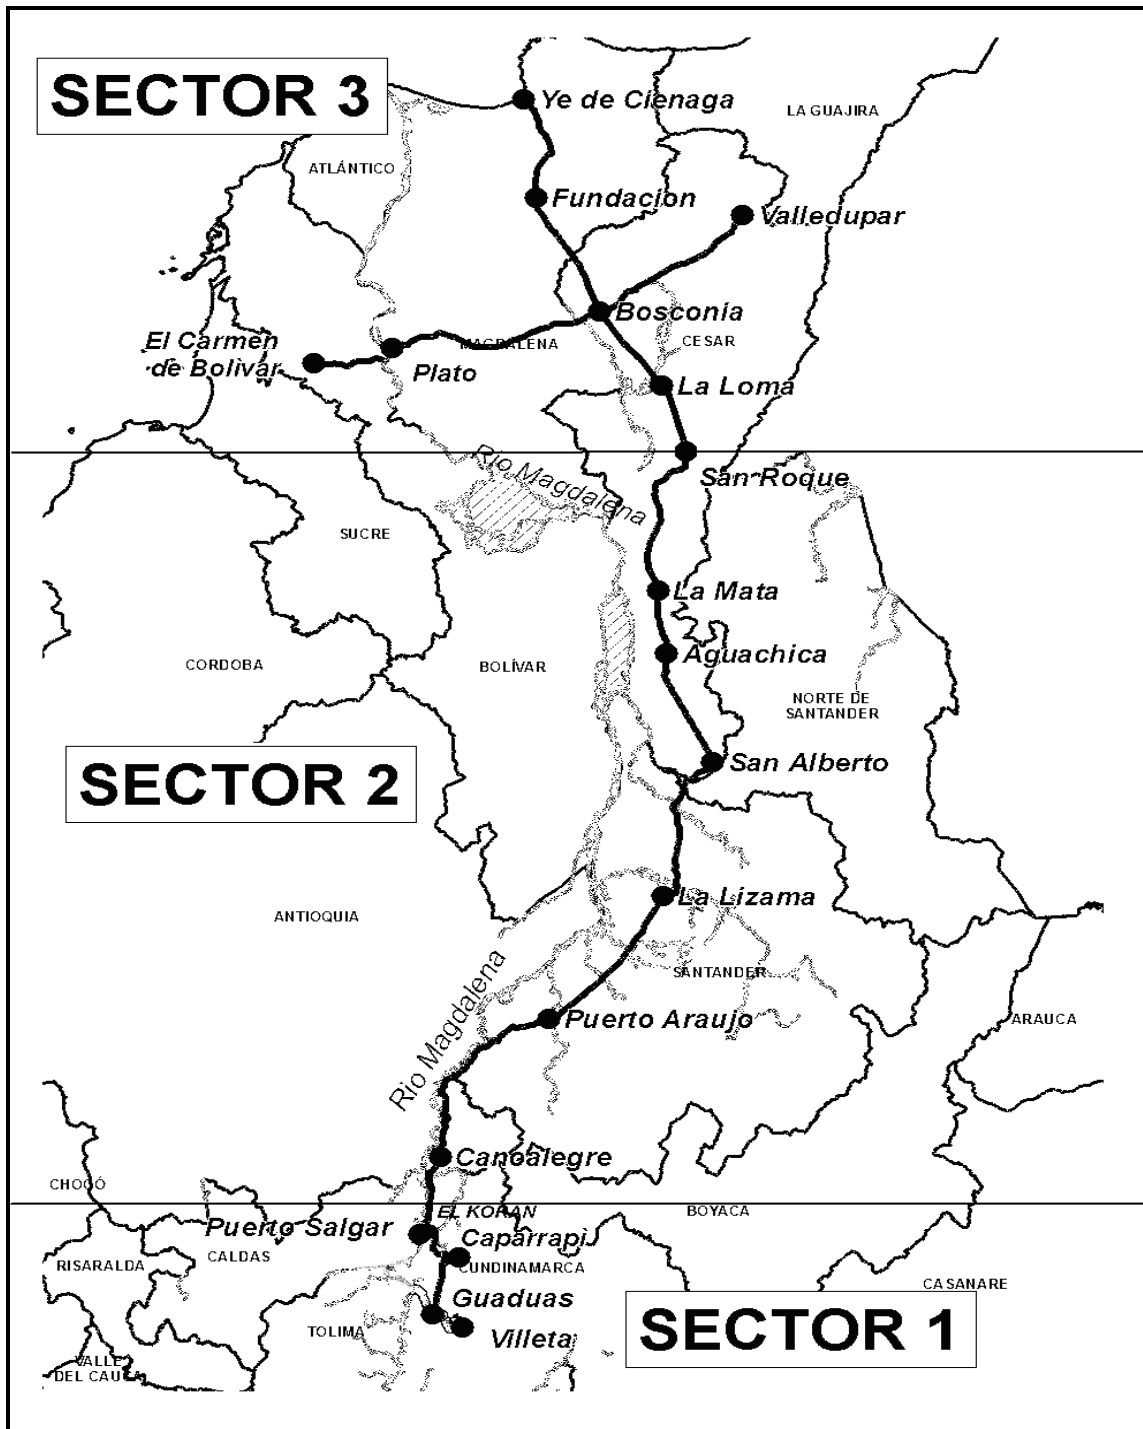 SECTOR 3
Ye de Cienaga
LA GUAJIRA
ATLÁNTICO
Fundacion
Valledupar
Bosconia
El Carmen
de Bolivar
MAGDALENA
CESAR
Plato
La Loma
Rio Magdalena
San Roque
SUCRE
La Mata
Aguachica
CORDOBA
BOLÍVAR
NORTE DE
SANTANDER
San Alberto
SECTOR 2
La Lizama
ANTIOQUIA
SANTANDER
Rio Magdalena
Puerto Araujo
ARAUCA
Canoalegre
CHOCÓ
EL KORAN
BOYACA
Puerto Salgar
Caparrapi
RISARALDA
CALDAS
CUNDINAMARCA
CASANARE
Guaduas
TOLIMA
Villeta
SECTOR 1
VALLE
DEL CAUCA